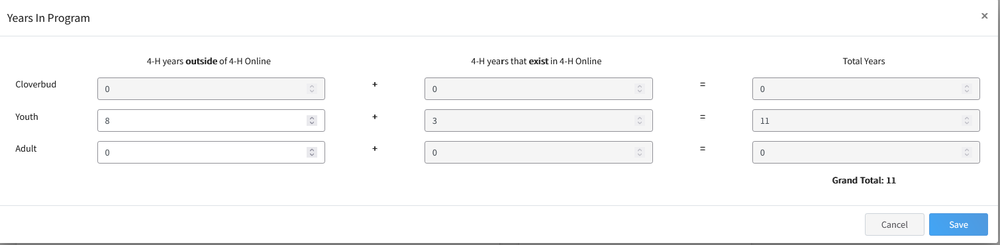 Years In Program ×
4-H years outside of 4-H Online 4-H years that exist in 4-H Online Total Years
Cloverbud 0 + 0 = 0
Youth 8 + 3 = 11
Adult 0 + 0 = 0
Grand Total: 11
Cancel Save